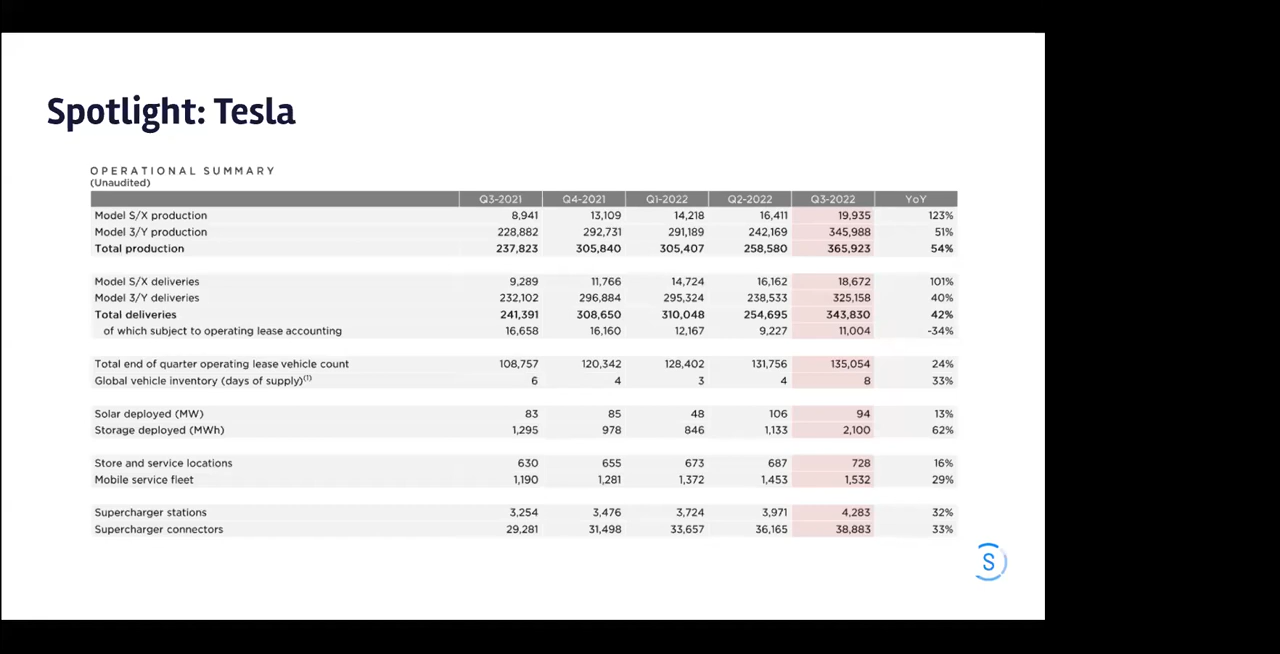 Spotlight: Tesla
OPERATIONAL SUMMARY
(Unaudited)
Q3-2021 Q4-2021 Q1-2022 Q2-2022 Q3-2022 YoY
Model S/X production 8,941 13,109 14,218 16,411 19,935 123%
Model 3/Y production 228,882 292,731 291,189 242,169 345,988 51%
Total production 237,823 305,840 305,407 258,580 365,923 54%
Model S/X deliveries 9,289 11,766 14,724 16,162 18,672 101%
Model 3/Y deliveries 232,102 296,884 295,324 238,533 325,158 40%
Total deliveries 241,391 308,650 310,048 254,695 343,830 42%
of which subject to operating lease accounting 16,658 16,160 12,167 9,227 11,004 -34%
Total end of quarter operating lease vehicle count 108,757 120,342 128,402 131,756 135,054 24%
Global vehicle inventory (days of supply)(1) 6 4 3 4 8 33%
Solar deployed (MW) 83 85 48 106 94 13%
Storage deployed (MWh) 1,295 978 846 1,133 2,100 62%
Store and service locations 630 655 673 687 728 16%
Mobile service fleet 1,190 1,281 1,372 1,453 1,532 29%
Supercharger stations 3,254 3,476 3,724 3,971 4,283 32%
Supercharger connectors 29,281 31,498 33,657 36,165 38,883 33%
S